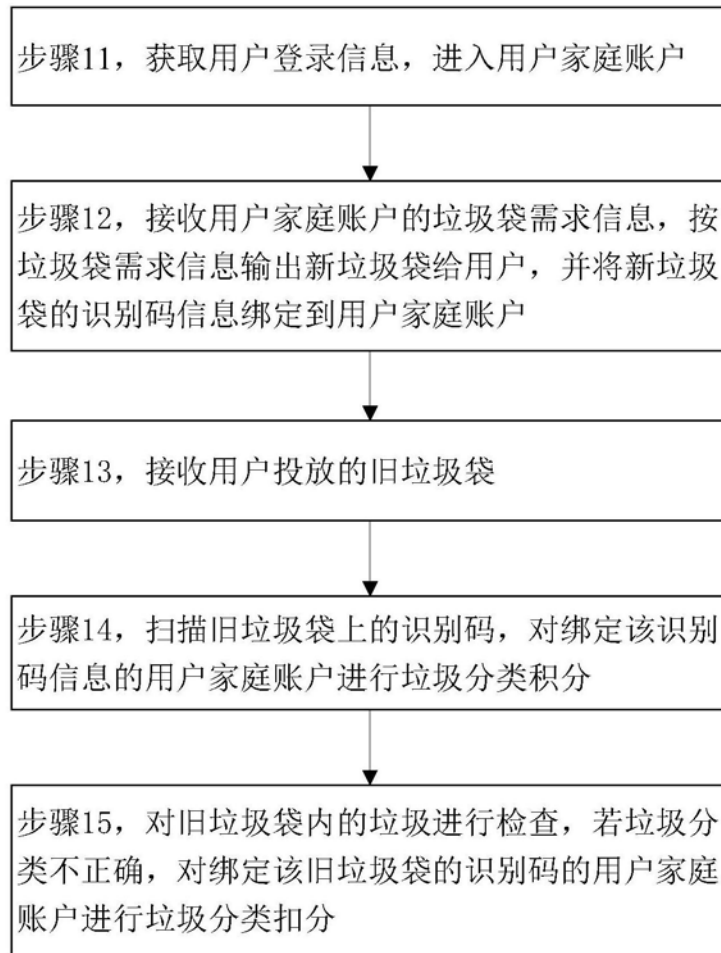 步骤11，获取用户登录信息，进入用户家庭账户
步骤12，接收用户家庭账户的垃圾袋需求信息，按
垃圾袋需求信息输出新垃圾袋给用户，并将新垃圾
袋的识别码信息绑定到用户家庭账户
步骤13，接收用户投放的旧垃圾袋
步骤14，扫描旧垃圾袋上的识别码，对绑定该识别
码信息的用户家庭账户进行垃圾分类积分
步骤15，对旧垃圾袋内的垃圾进行检查，若垃圾分
类不正确，对绑定该旧垃圾袋的识别码的用户家庭
账户进行垃圾分类扣分